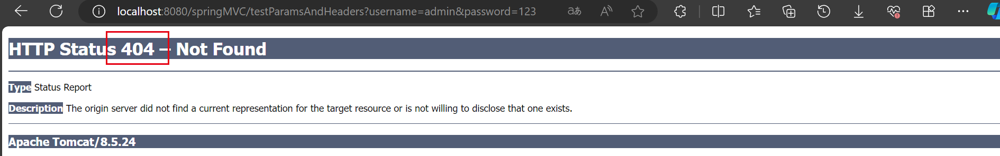 localhost:8080/springMVC/testParamsAndHeaders?username=admin&password=123
HTTP Status 404 – Not Found
Type Status Report
Description The origin server did not find a current representation for the target resource or is not willing to disclose that one exists.
Apache Tomcat/8.5.24